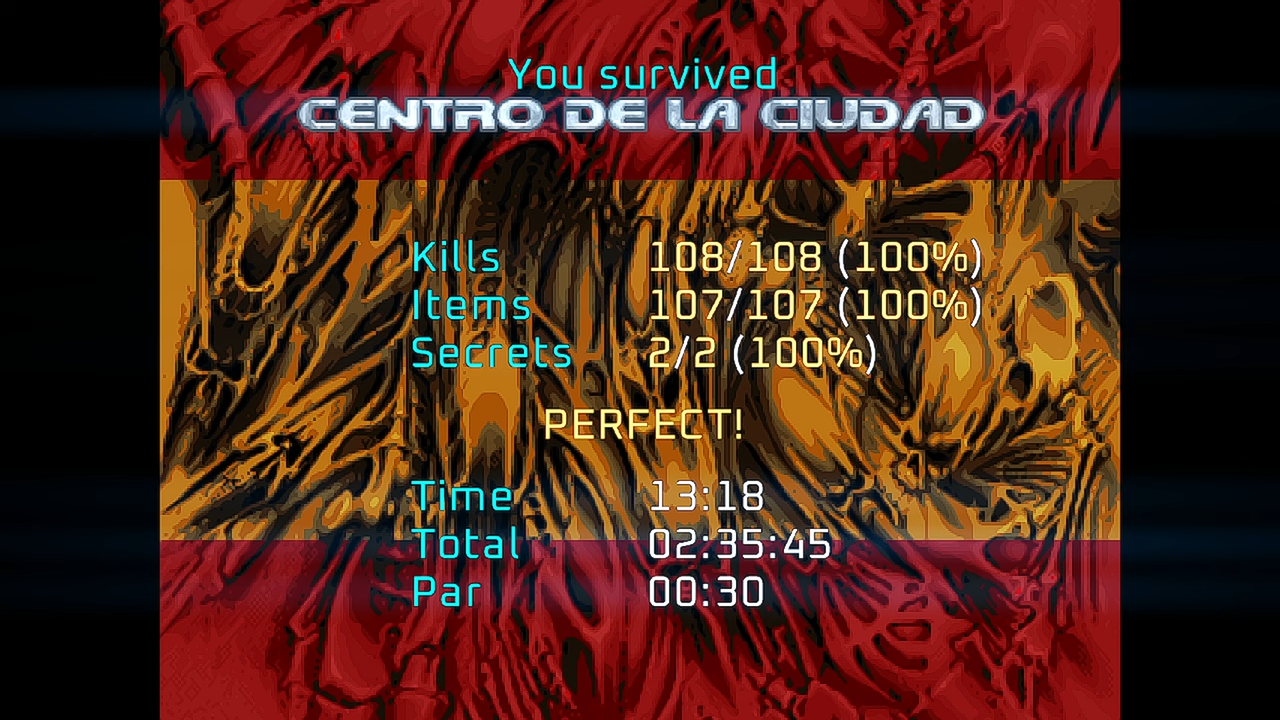 You survived
CENTRO DE LA CIUDAD
Kills 108/108 (100%)
Items 107/107 (100%)
Secrets 2/2 (100%)
PERFECT!
Time 13:18
Total 02:35:45
Par 00:30